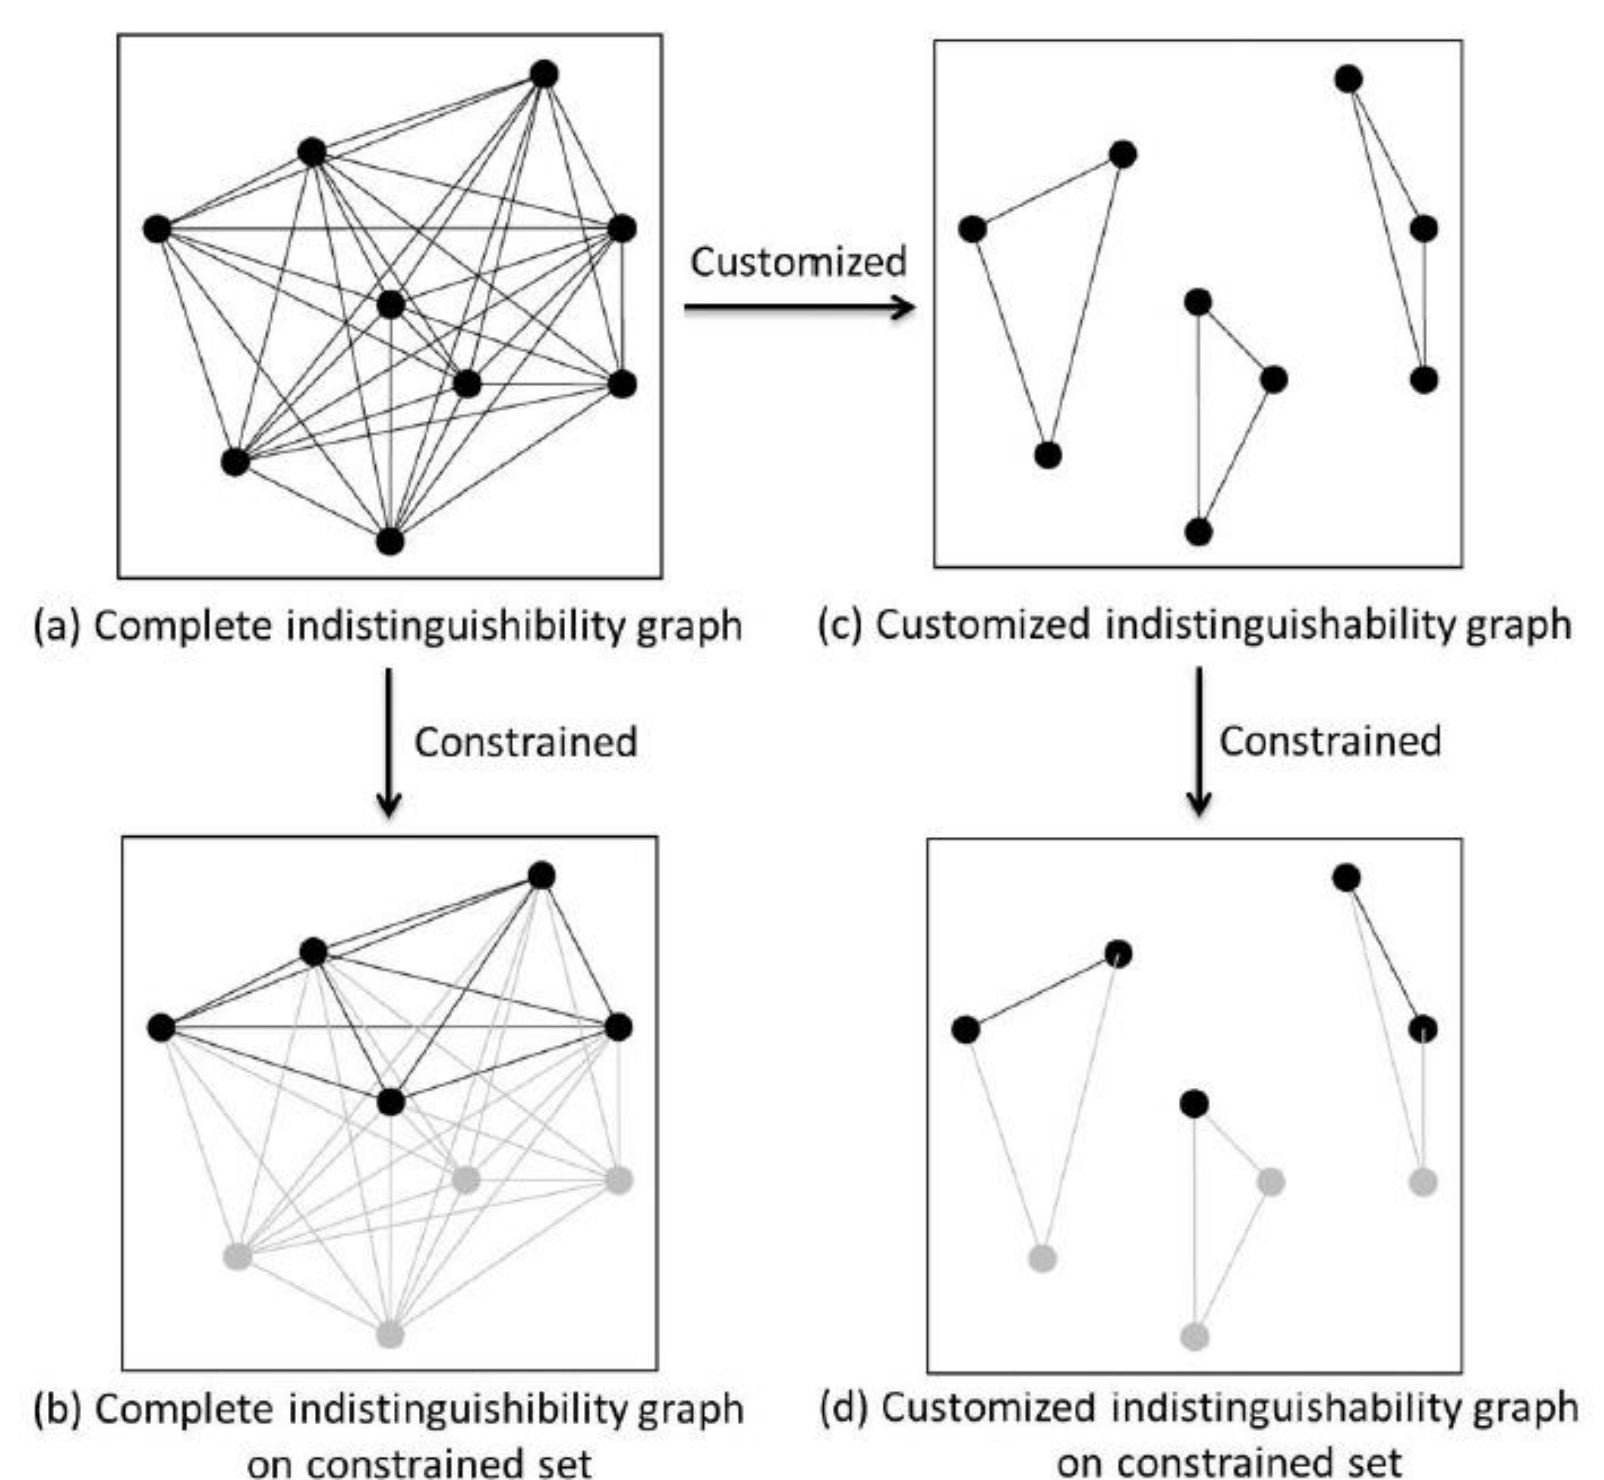 Customized
(a) Complete indistinguishibility graph
(c) Customized indistinguishability graph
Constrained
Constrained
(b) Complete indistinguishibility graph
on constrained set
(d) Customized indistinguishability graph
on constrained set